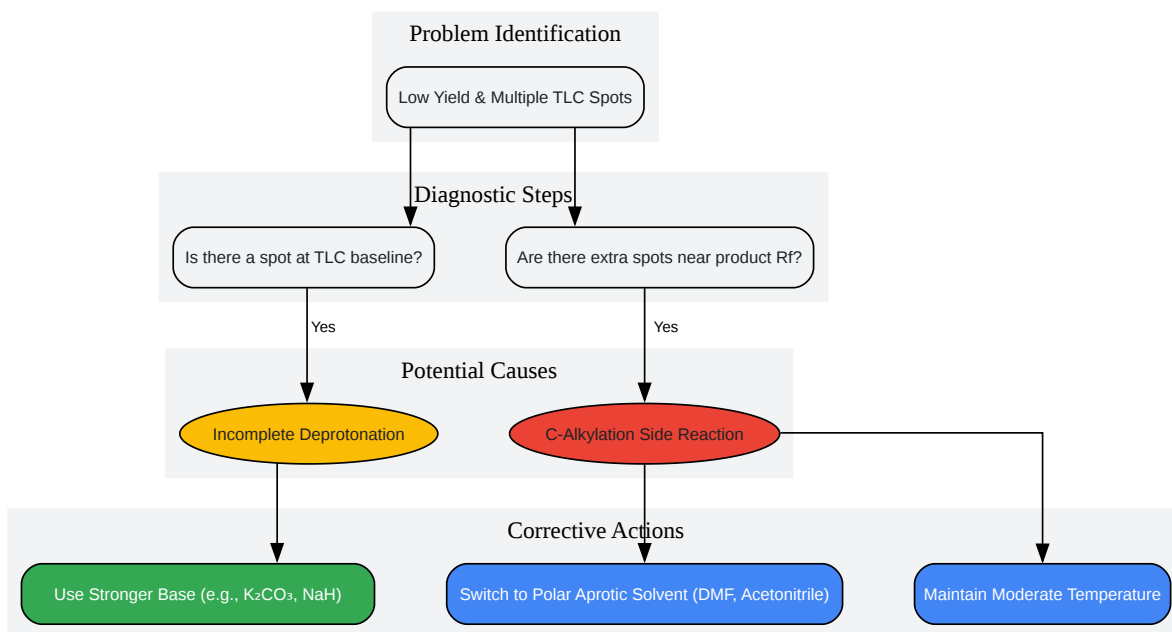 Problem Identification
Low Yield & Multiple TLC Spots
Diagnostic Steps
Is there a spot at TLC baseline?
Are there extra spots near product Rf?
Yes
Yes
Potential Causes
Incomplete Deprotonation
C-Alkylation Side Reaction
Corrective Actions
Use Stronger Base (e.g., K₂CO₃, NaH)
Switch to Polar Aprotic Solvent (DMF, Acetonitrile)
Maintain Moderate Temperature